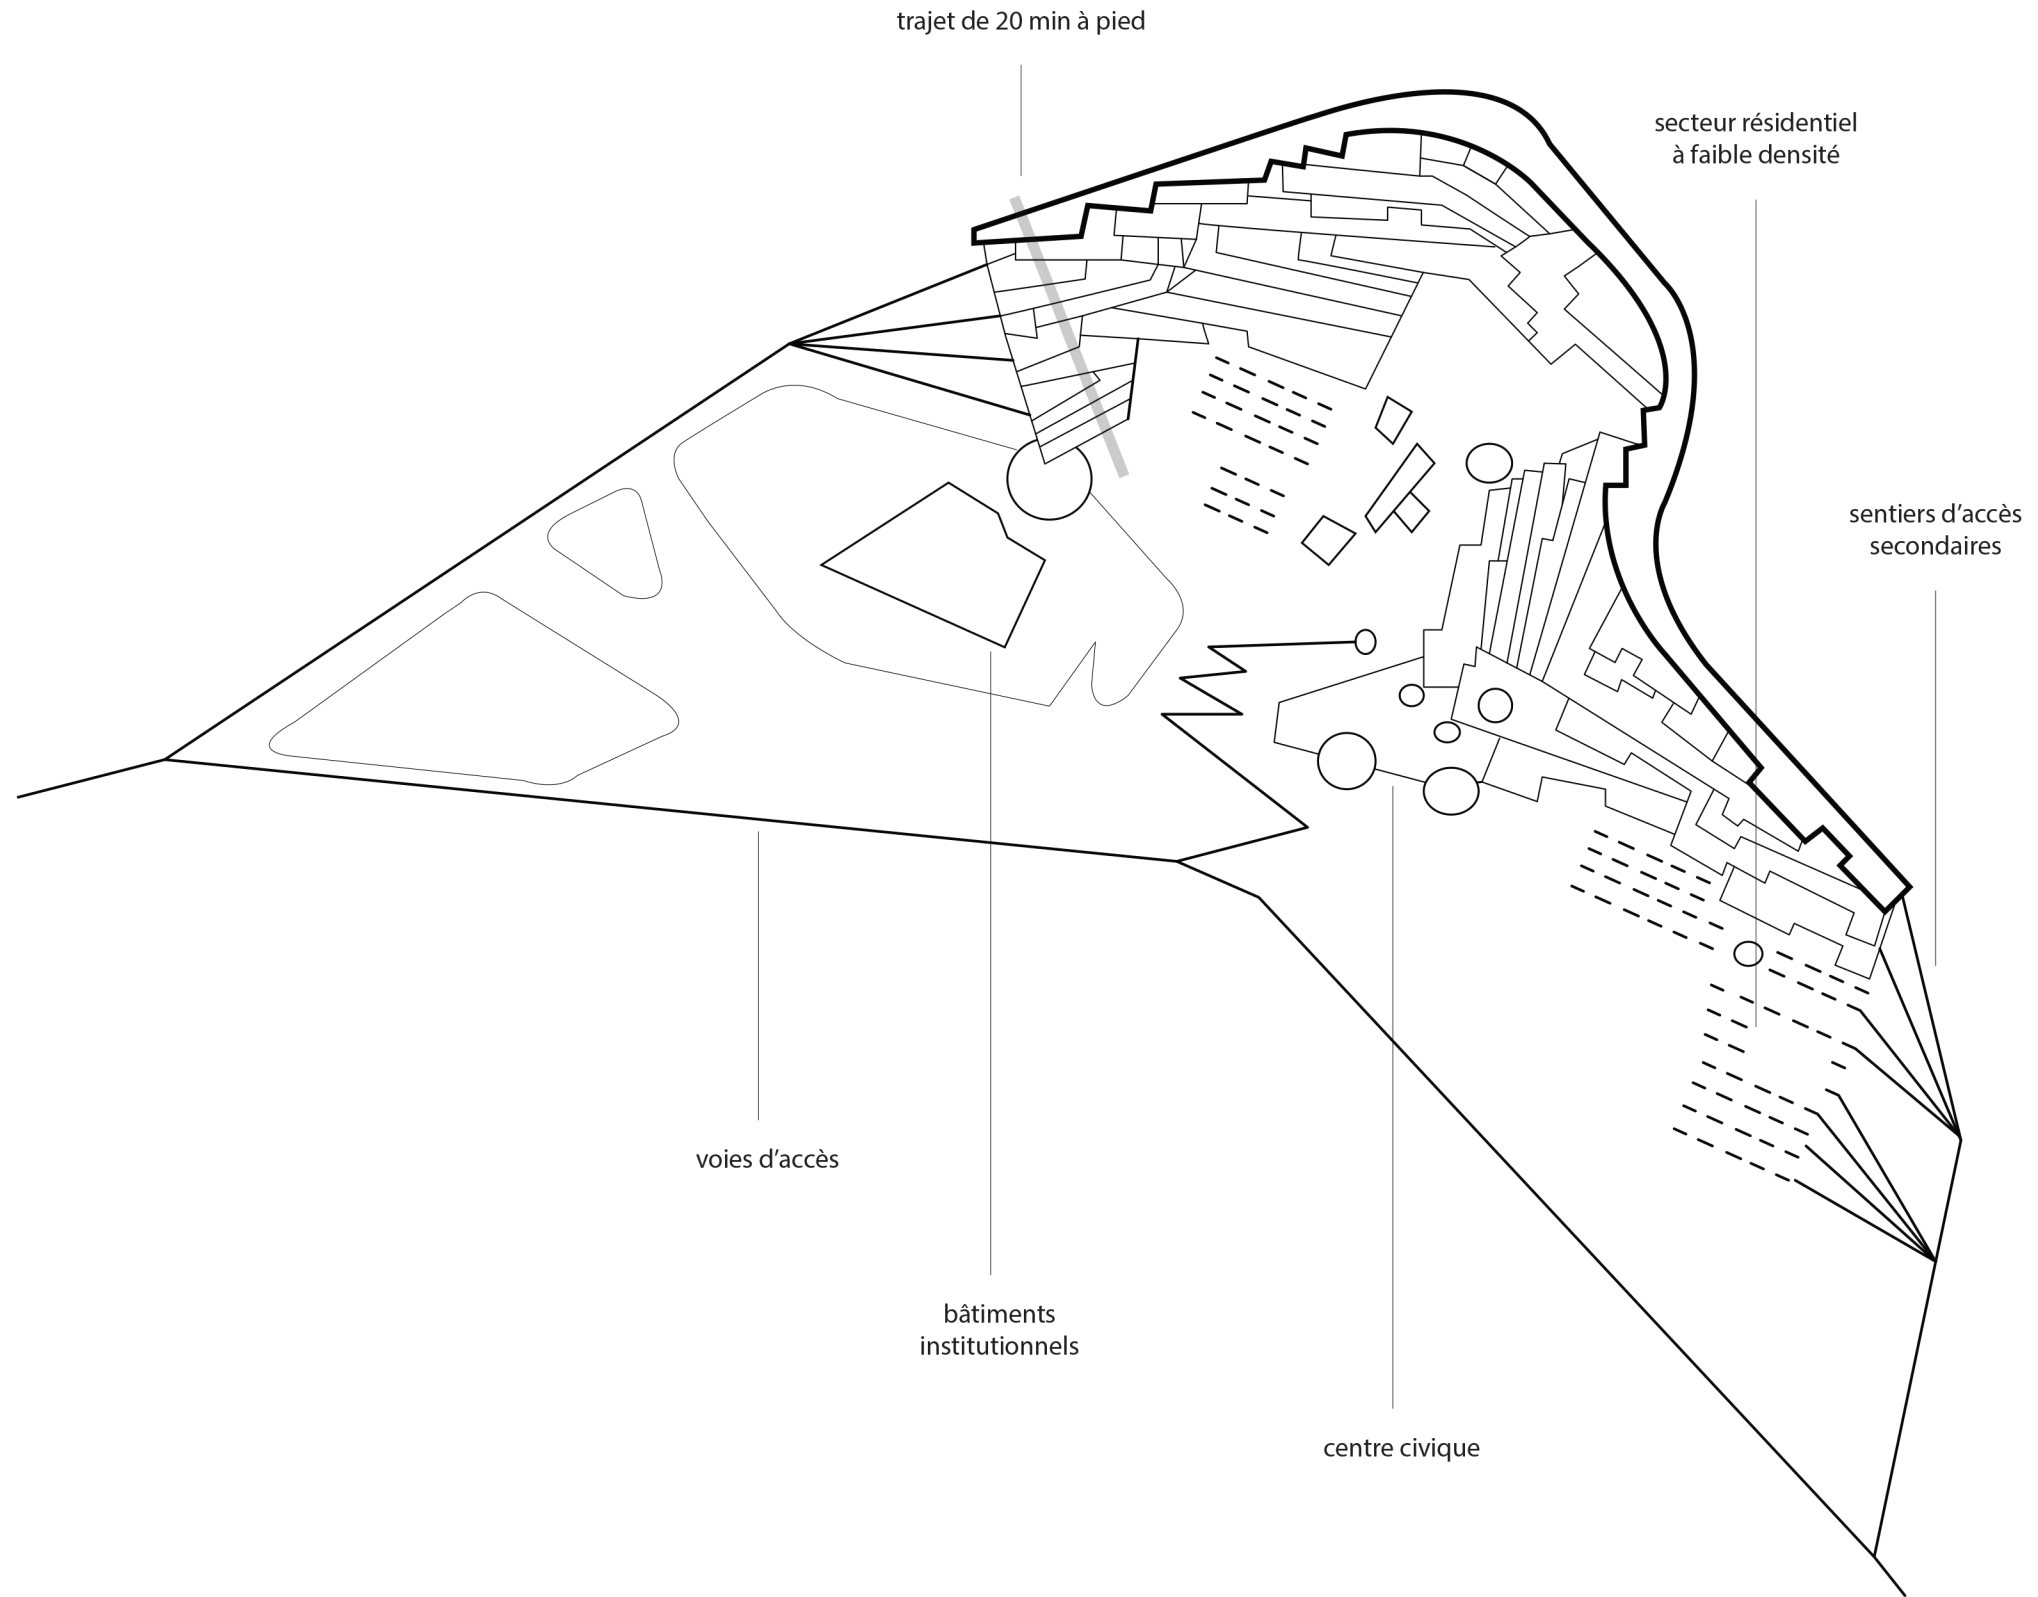 trajet de 20 min à pied
secteur résidentiel
à faible densité
sentiers d’accès
secondaires
voies d’accès
bâtiments
institutionnels
centre civique